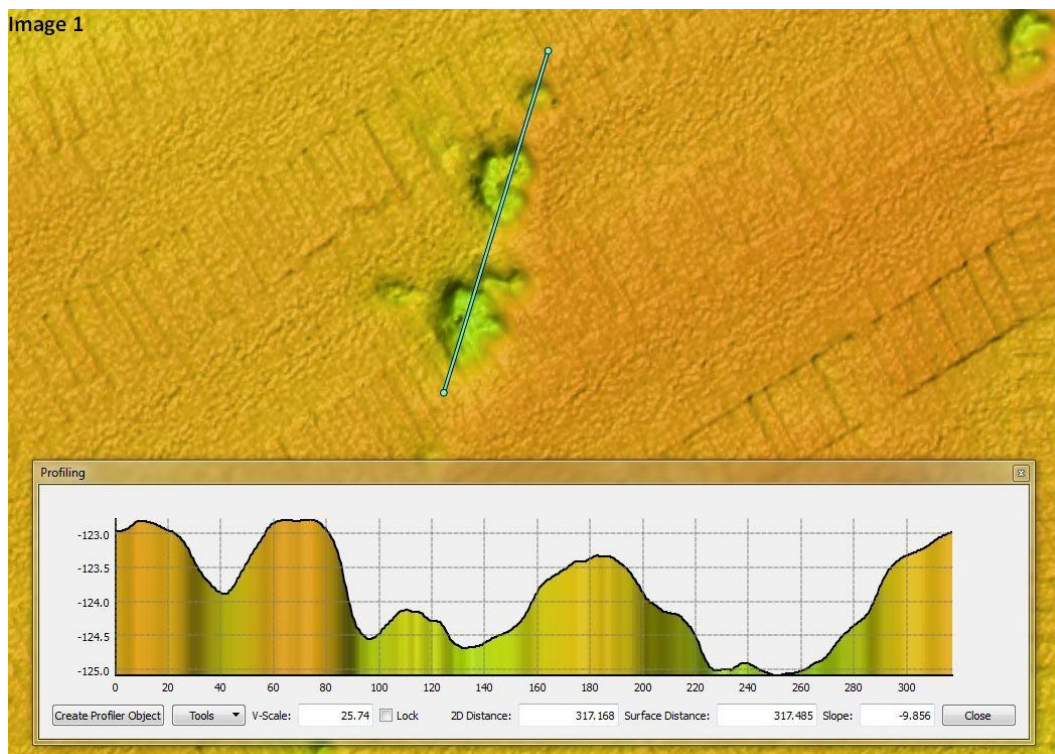 Image 1
Profiling
-123.0
-123.5
-124.0
-124.5
-125.0
0 20 40 60 80 100 120 140 160 180 200 220 240 260 280 300
Create Profiler Object Tools V-Scale: 25.74 Lock 2D Distance: 317.168 Surface Distance: 317.485 Slope: -9.856 Close